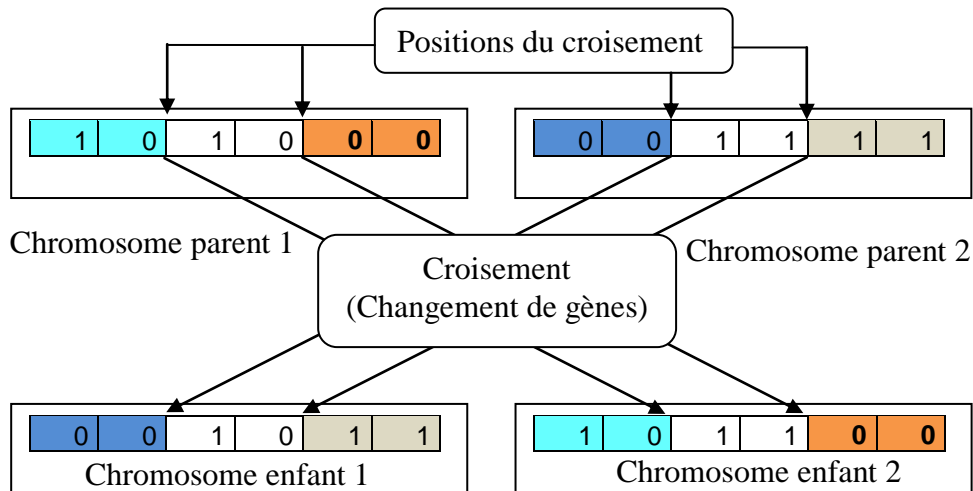 Positions du croisement
1 0 1 0 0 0
0 0 1 1 1 1
Chromosome parent 1
Chromosome parent 2
Croisement
(Changement de gènes)
0 0 1 0 1 1
1 0 1 1 0 0
Chromosome enfant 1
Chromosome enfant 2